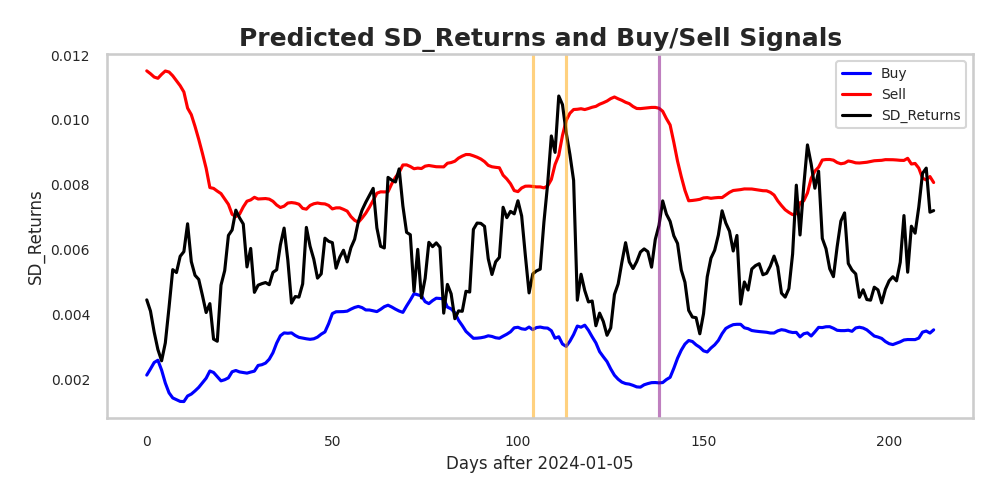 Predicted SD_Returns and Buy/Sell Signals
SD_Returns
0.012
0.010
0.008
0.006
0.004
0.002
Buy
Sell
SD_Returns
0 50 100 150 200
Days after 2024-01-05